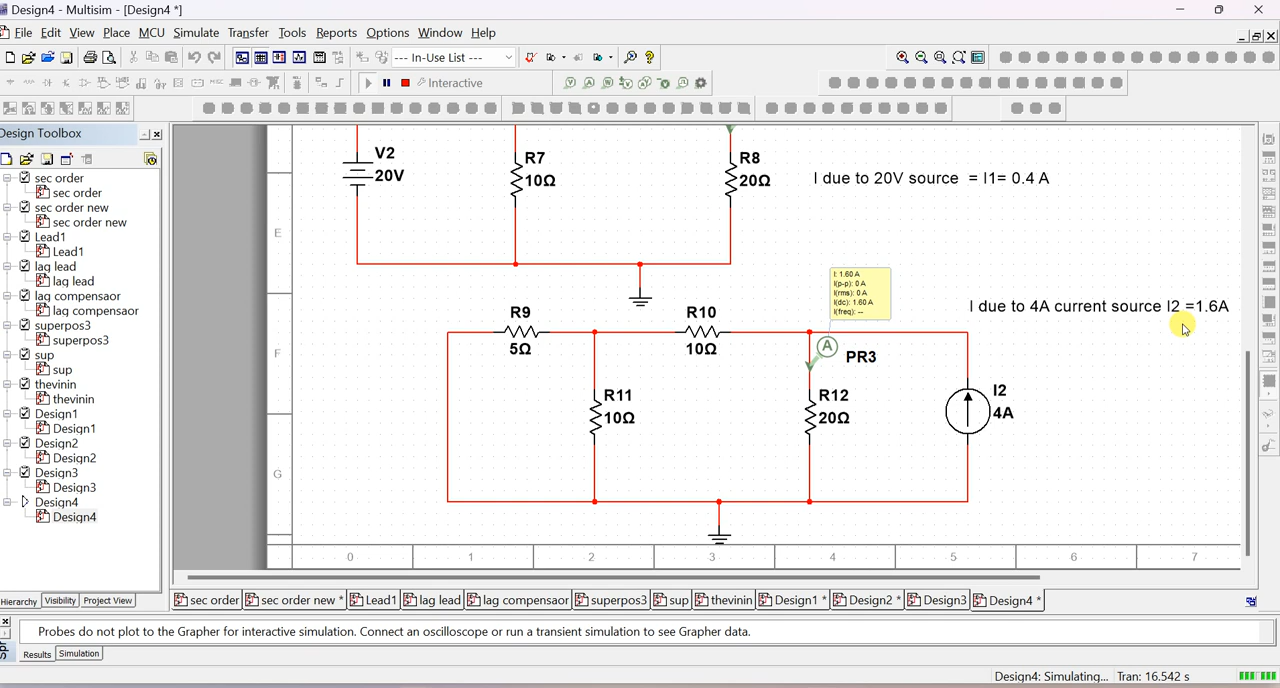 Design4 - Multisim - [Design4 *]
File Edit View Place MCU Simulate Transfer Tools Reports Options Window Help
--- In-Use List ---
Interactive
Design Toolbox
sec order
sec order
sec order new
sec order new
Lead1
Lead1
lag lead
lag lead
lag compensaor
lag compensaor
superpos3
superpos3
sup
sup
thevinin
thevinin
Design1
Design1
Design2
Design2
Design3
Design3
Design4
Design4
Hierarchy Visibility Project View
V2
20V
R7
10Ω
R8
20Ω
I due to 20V source = I1= 0.4 A
E
I: 1.60 A
I(p-p): 0 A
I(rms): 0 A
I(dc): 1.60 A
I(freq): --
I due to 4A current source I2 =1.6A
R9
5Ω
R10
10Ω
A
PR3
F
R11
10Ω
R12
20Ω
I2
4A
G
0 1 2 3 4 5 6 7
sec order sec order new * Lead1 lag lead lag compensaor superpos3 sup thevinin Design1 * Design2 * Design3 Design4 *
Probes do not plot to the Grapher for interactive simulation. Connect an oscilloscope or run a transient simulation to see Grapher data.
Results Simulation
Design4: Simulating... Tran: 16.542 s